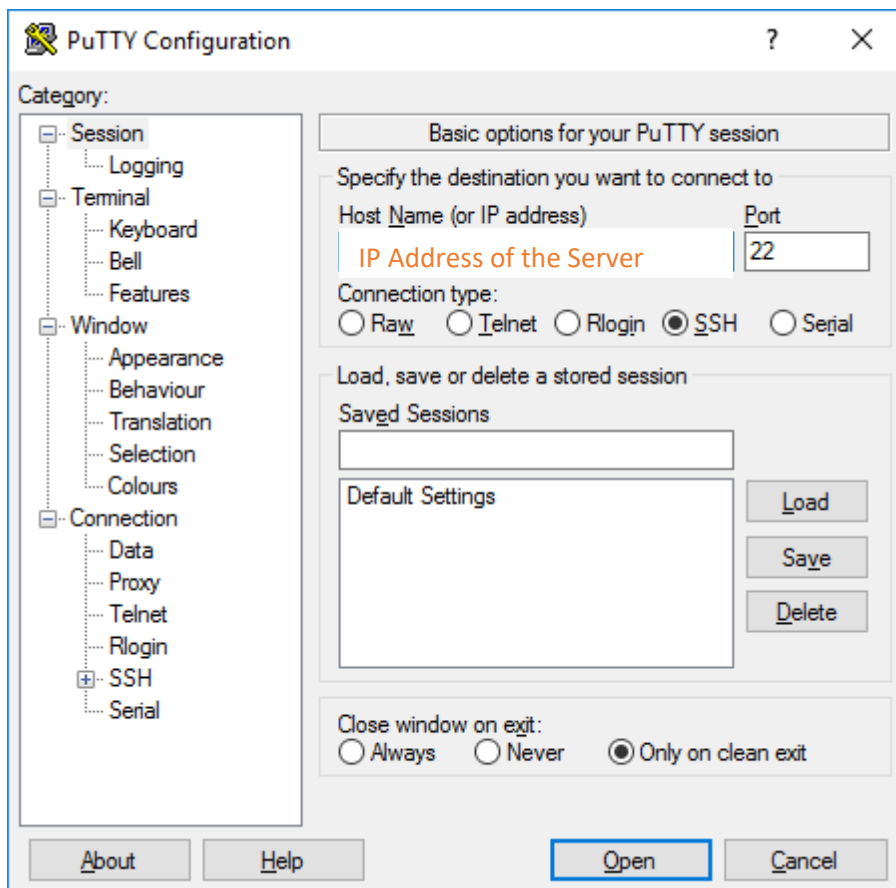 PuTTY Configuration
?
Category:
Session
Logging
Terminal
Keyboard
Bell
Features
Window
Appearance
Behaviour
Translation
Selection
Colours
Connection
Data
Proxy
Telnet
Rlogin
SSH
Serial
Basic options for your PuTTY session
Specify the destination you want to connect to
Host Name (or IP address) Port
IP Address of the Server 22
Connection type:
Raw Telnet Rlogin SSH Serial
Load, save or delete a stored session
Saved Sessions
Default Settings
Load
Save
Delete
Close window on exit:
Always Never Only on clean exit
About Help Open Cancel